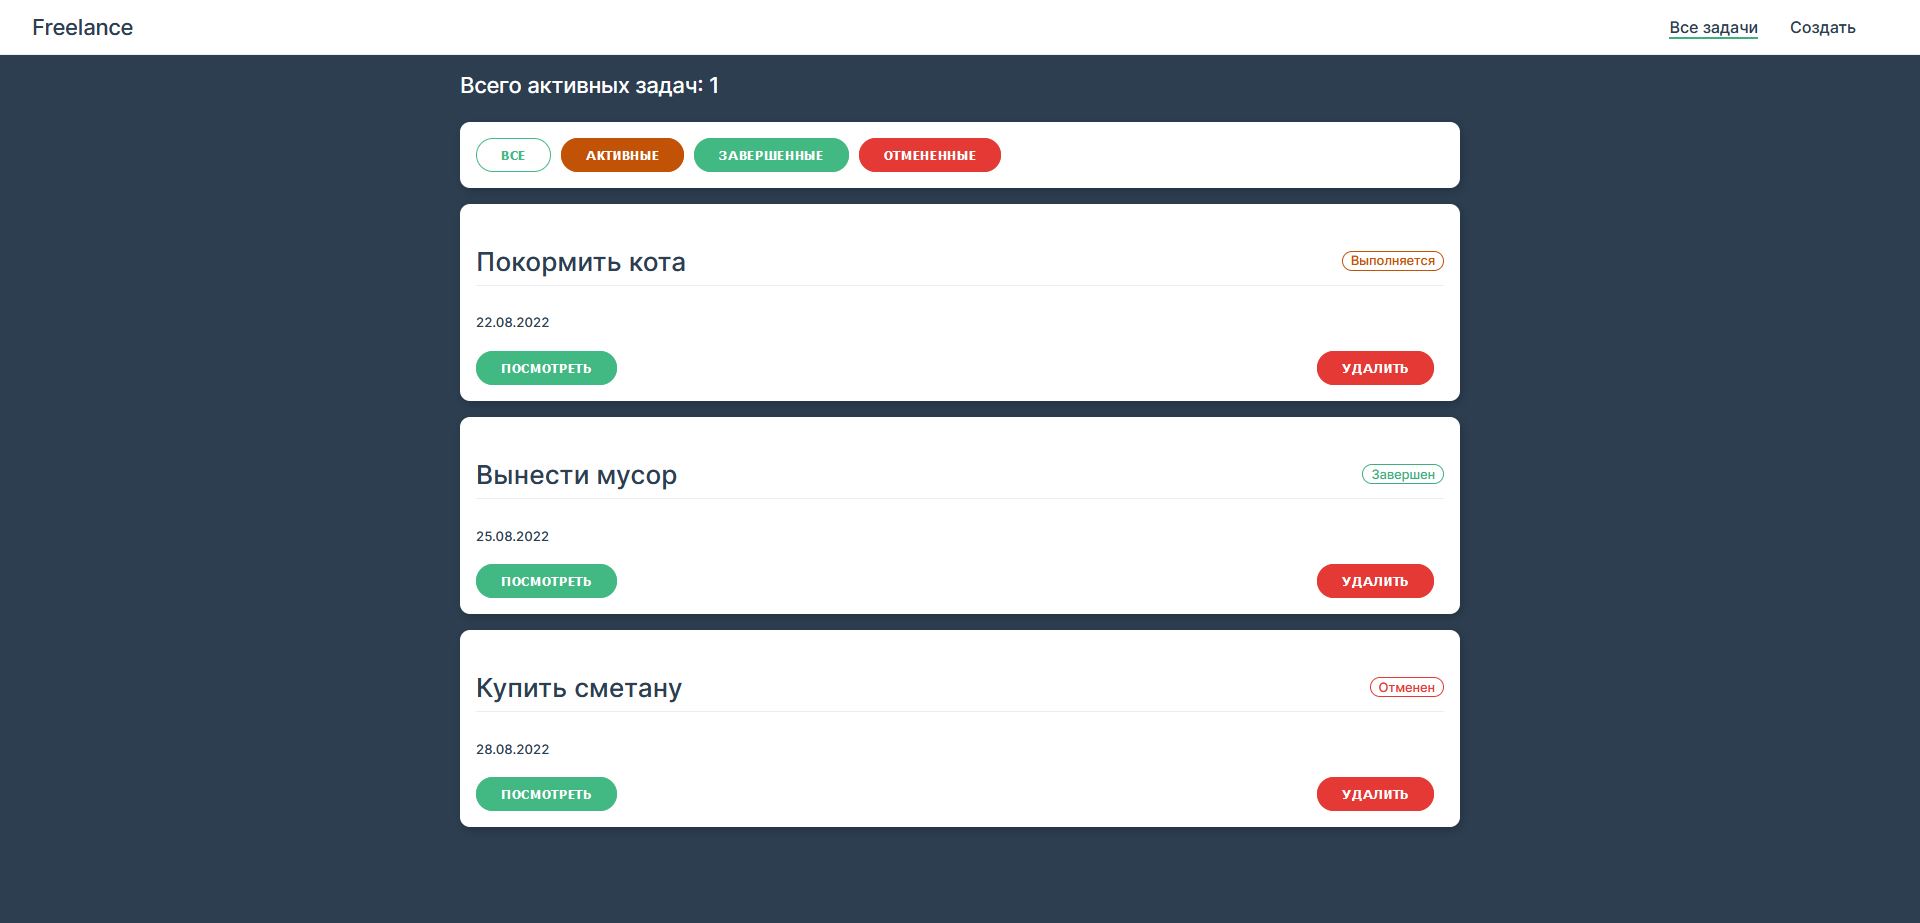 Freelance
Все задачи Создать
Всего активных задач: 1
ВСЕ АКТИВНЫЕ ЗАВЕРШЕННЫЕ ОТМЕНЕННЫЕ
Покормить кота Выполняется
22.08.2022
ПОСМОТРЕТЬ УДАЛИТЬ
Вынести мусор Завершен
25.08.2022
ПОСМОТРЕТЬ УДАЛИТЬ
Купить сметану Отменен
28.08.2022
ПОСМОТРЕТЬ УДАЛИТЬ